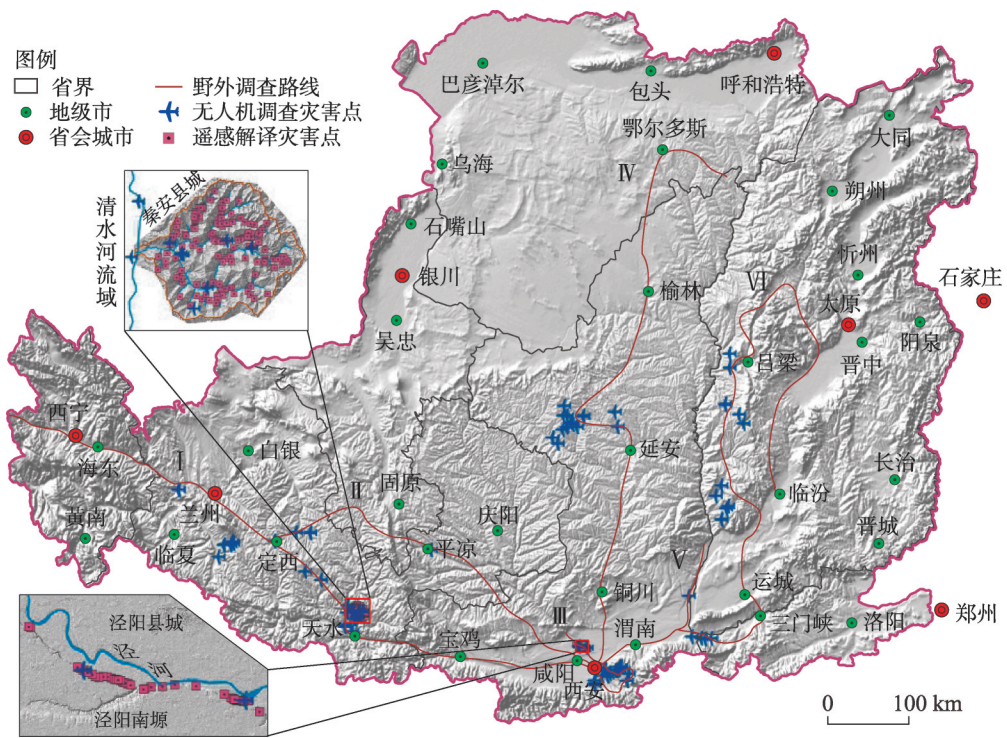 图例
省界
地级市
省会城市
野外调查路线
无人机调查灾害点
遥感解译灾害点
巴彦淖尔
包头
呼和浩特
鄂尔多斯
大同
乌海
Ⅳ
朔州
秦安县城
清水河流域
石嘴山
忻州
银川
石家庄
榆林
Ⅵ
太原
吴忠
阳泉
晋中
吕梁
西宁
海东
白银
延安
Ⅰ
Ⅱ
固原
长治
兰州
临汾
黄南
临夏
庆阳
晋城
定西
平凉
Ⅴ
铜川
运城
泾阳县城
天水
Ⅲ
渭南
三门峡
洛阳
郑州
泾河
宝鸡
咸阳
西安
泾阳南塬
0 100 km